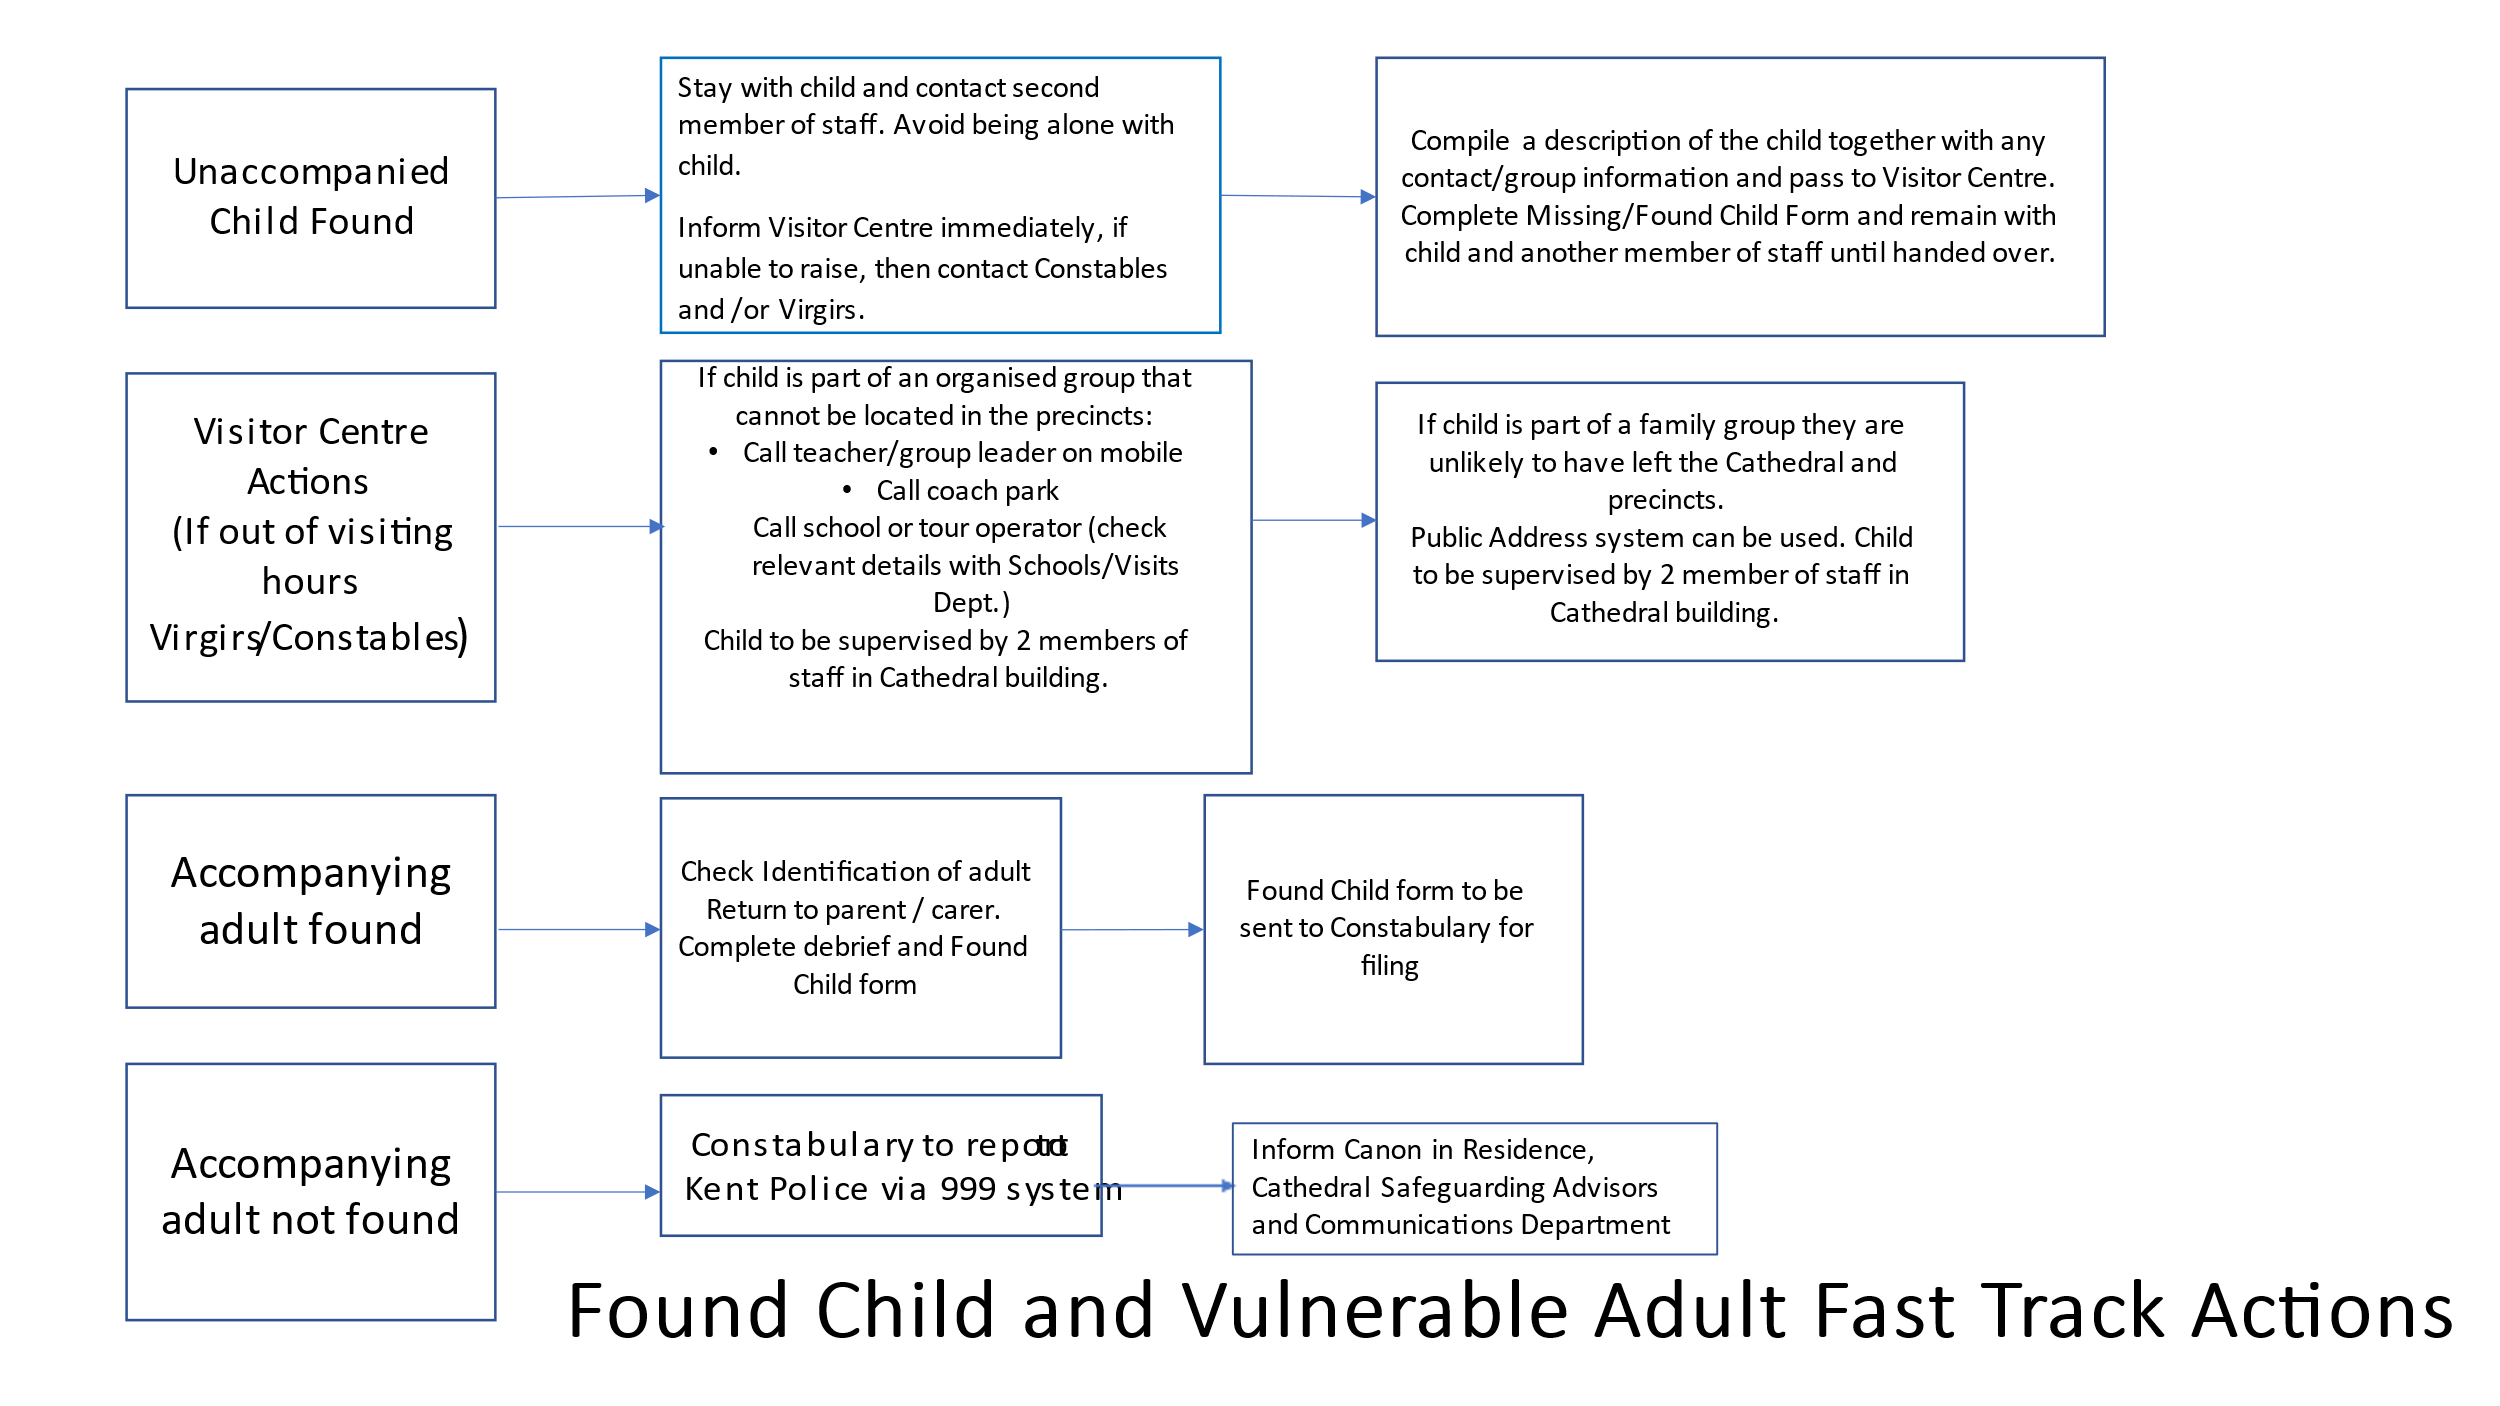 Unaccompanied
Child Found
Stay with child and contact second
member of staff. Avoid being alone with
child.
Inform Visitor Centre immediately, if
unable to raise, then contact Constables
and /or Virgirs.
Compile a description of the child together with any
contact/group information and pass to Visitor Centre.
Complete Missing/Found Child Form and remain with
child and another member of staff until handed over.
Visitor Centre
Actions
(If out of visiting
hours
Virgirs/Constables)
If child is part of an organised group that
cannot be located in the precincts:
• Call teacher/group leader on mobile
• Call coach park
Call school or tour operator (check
relevant details with Schools/Visits
Dept.)
Child to be supervised by 2 members of
staff in Cathedral building.
If child is part of a family group they are
unlikely to have left the Cathedral and
precincts.
Public Address system can be used. Child
to be supervised by 2 member of staff in
Cathedral building.
Accompanying
adult found
Check Identification of adult
Return to parent / carer.
Complete debrief and Found
Child form
Found Child form to be
sent to Constabulary for
filing
Accompanying
adult not found
Constabulary to report to
Kent Police via 999 system
Inform Canon in Residence,
Cathedral Safeguarding Advisors
and Communications Department
Found Child and Vulnerable Adult Fast Track Actions